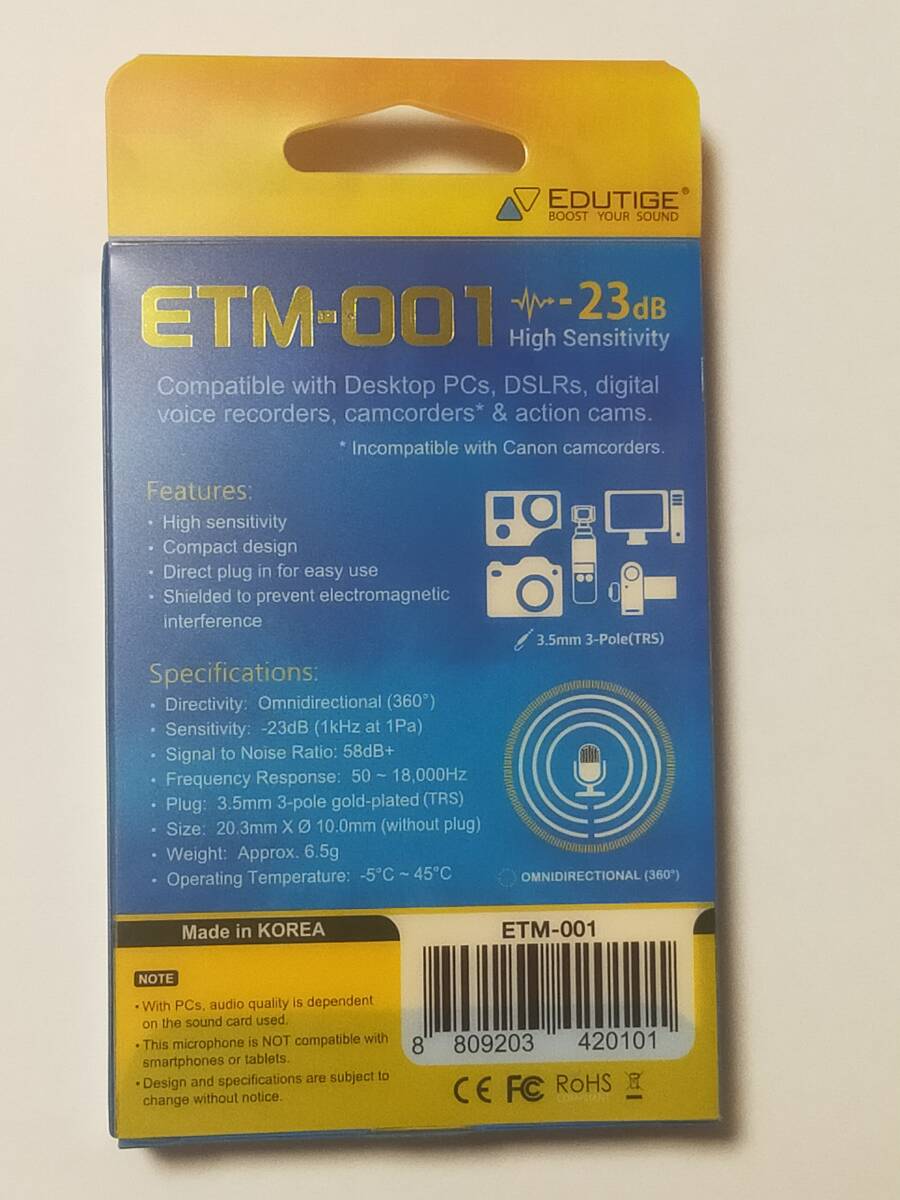 EDUTIGE®
BOOST YOUR SOUND
ETM-001 -23dB
High Sensitivity
Compatible with Desktop PCs, DSLRs, digital
voice recorders, camcorders* & action cams.
* Incompatible with Canon camcorders.
Features:
• High sensitivity
• Compact design
• Direct plug in for easy use
• Shielded to prevent electromagnetic
interference
3.5mm 3-Pole(TRS)
Specifications:
• Directivity: Omnidirectional (360°)
• Sensitivity: -23dB (1kHz at 1Pa)
• Signal to Noise Ratio: 58dB+
• Frequency Response: 50 ~ 18,000Hz
• Plug: 3.5mm 3-pole gold-plated (TRS)
• Size: 20.3mm X Ø 10.0mm (without plug)
• Weight: Approx. 6.5g
• Operating Temperature: -5°C ~ 45°C
OMNIDIRECTIONAL (360°)
Made in KOREA
ETM-001
8 809203 420101
NOTE
• With PCs, audio quality is dependent
on the sound card used.
• This microphone is NOT compatible with
smartphones or tablets.
• Design and specifications are subject to
change without notice.
CE FC RoHS
COMPLIANT